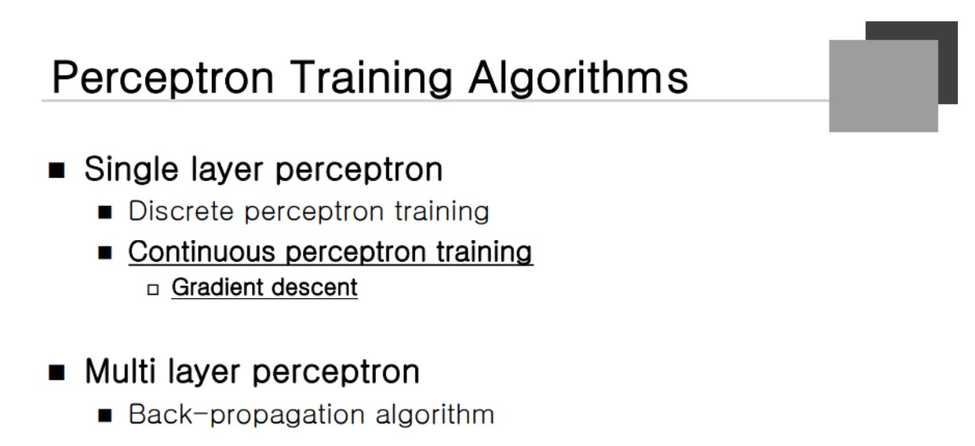 Perceptron Training Algorithms
Single layer perceptron
Discrete perceptron training
Continuous perceptron training
Gradient descent
Multi layer perceptron
Back-propagation algorithm